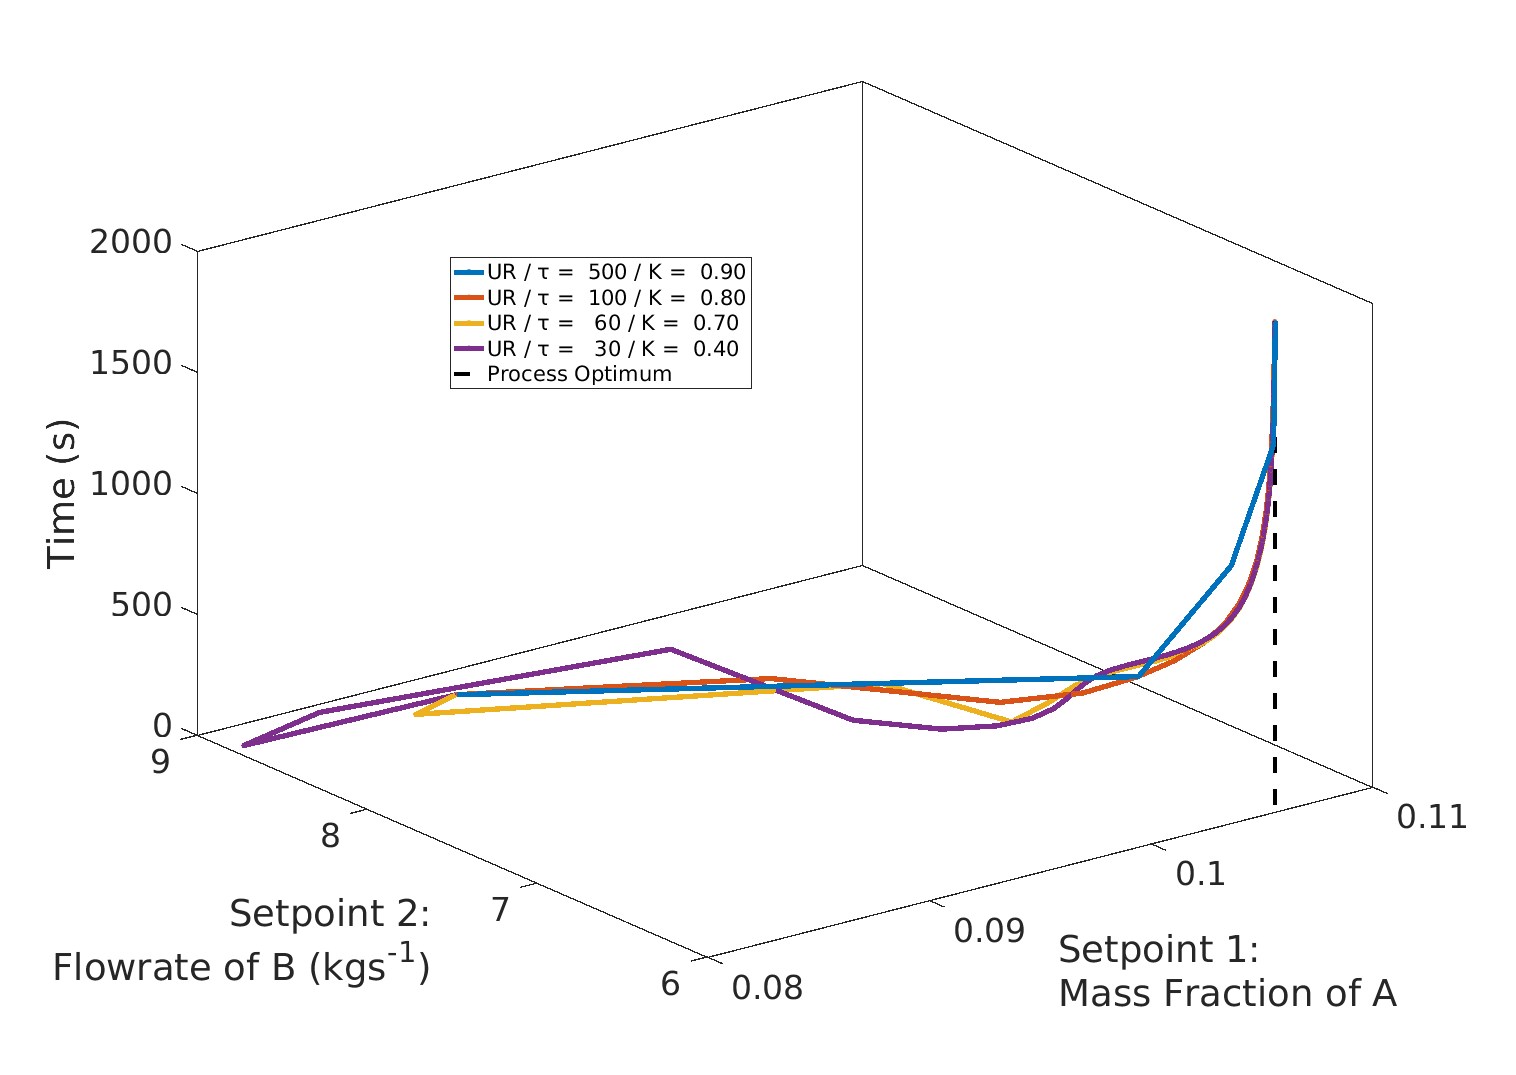 2000
1500
1000
500
0
Time (s)
UR / τ = 500 / K = 0.90
UR / τ = 100 / K = 0.80
UR / τ = 60 / K = 0.70
UR / τ = 30 / K = 0.40
Process Optimum
9
8
7
6
Setpoint 2:
Flowrate of B (kgs-1)
0.08
0.09
0.1
0.11
Setpoint 1:
Mass Fraction of A